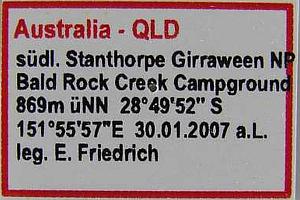 Australia - QLD
südl. Stanthorpe Girraween NP
Bald Rock Creek Campground
869m üNN 28°49'52" S
151°55'57"E 30.01.2007 a.L.
leg. E. Friedrich